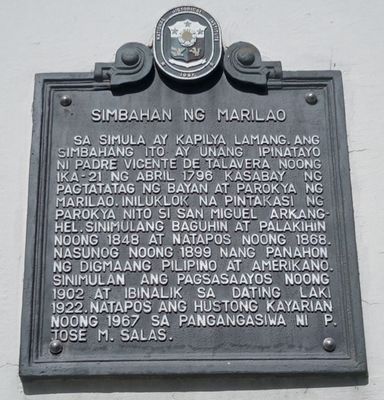 SIMBAHAN NG MARILAO
SA SIMULA AY KAPILYA LAMANG. ANG
SIMBAHANG ITO AY UNANG IPINATAYO
NI PADRE VICENTE DE TALAVERA NOONG
IKA-21 NG ABRIL 1796 KASABAY NG
PAGTATATAG NG BAYAN AT PAROKYA NG
MARILAO. INILUKLOK NA PINTAKASI NG
PAROKYA NITO SI SAN MIGUEL ARKANG-
HEL. SINIMULANG BAGUHIN AT PALAKIHIN
NOONG 1848 AT NATAPOS NOONG 1868.
NASUNOG NOONG 1899 NANG PANAHON
NG DIGMAANG PILIPINO AT AMERIKANO.
SINIMULAN ANG PAGSASAAYOS NOONG
1902 AT IBINALIK SA DATING LAKI
1922. NATAPOS ANG HUSTONG KAYARIAN
NOONG 1967 SA PANGANGASIWA NI P.
JOSE M. SALAS.